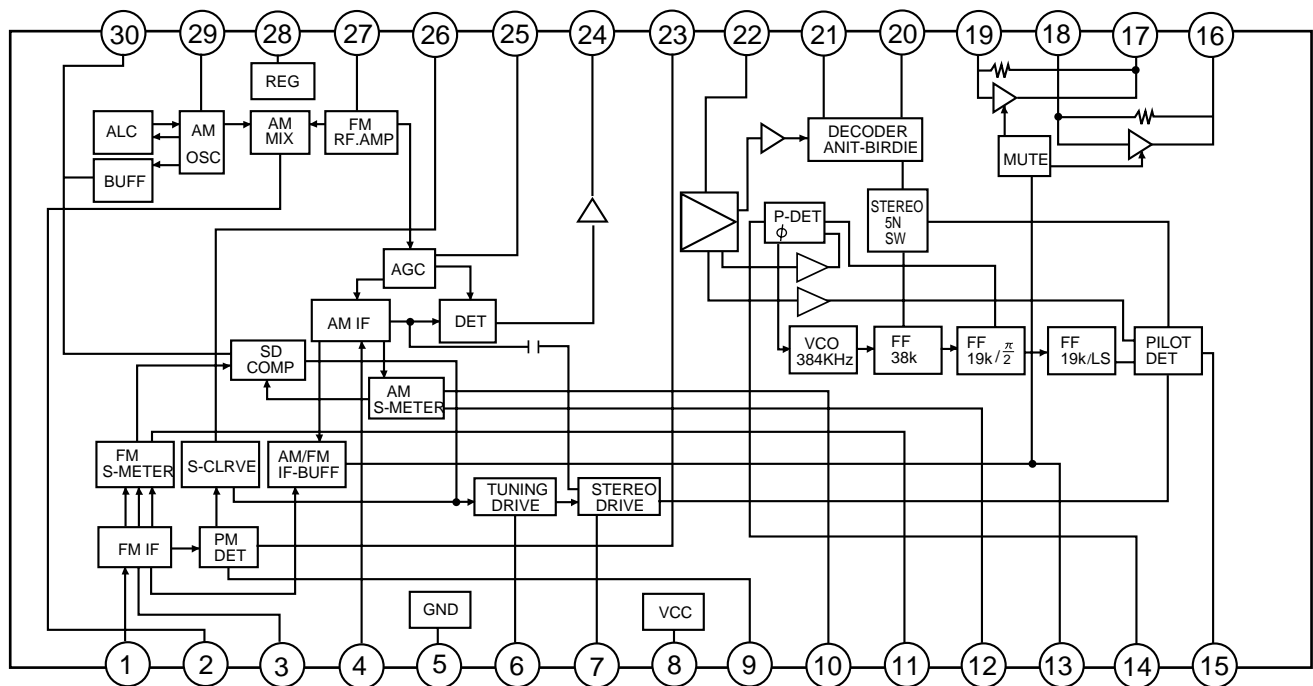 30 29 28 27 26 25 24 23 22 21 20 19 18 17 16
REG
ALC
AM
OSC
AM
MIX
FM
RF.AMP
DECODER
ANIT-BIRDIE
MUTE
BUFF
STEREO
5N
SW
P-DET
ϕ
AGC
AM IF
DET
SD
COMP
VCO
384KHz
FF
38k
FF
19k/π/2
FF
19k/LS
PILOT
DET
AM
S-METER
FM
S-METER
S-CLRVE
AM/FM
IF-BUFF
TUNING
DRIVE
STEREO
DRIVE
FM IF
PM
DET
GND
VCC
1 2 3 4 5 6 7 8 9 10 11 12 13 14 15